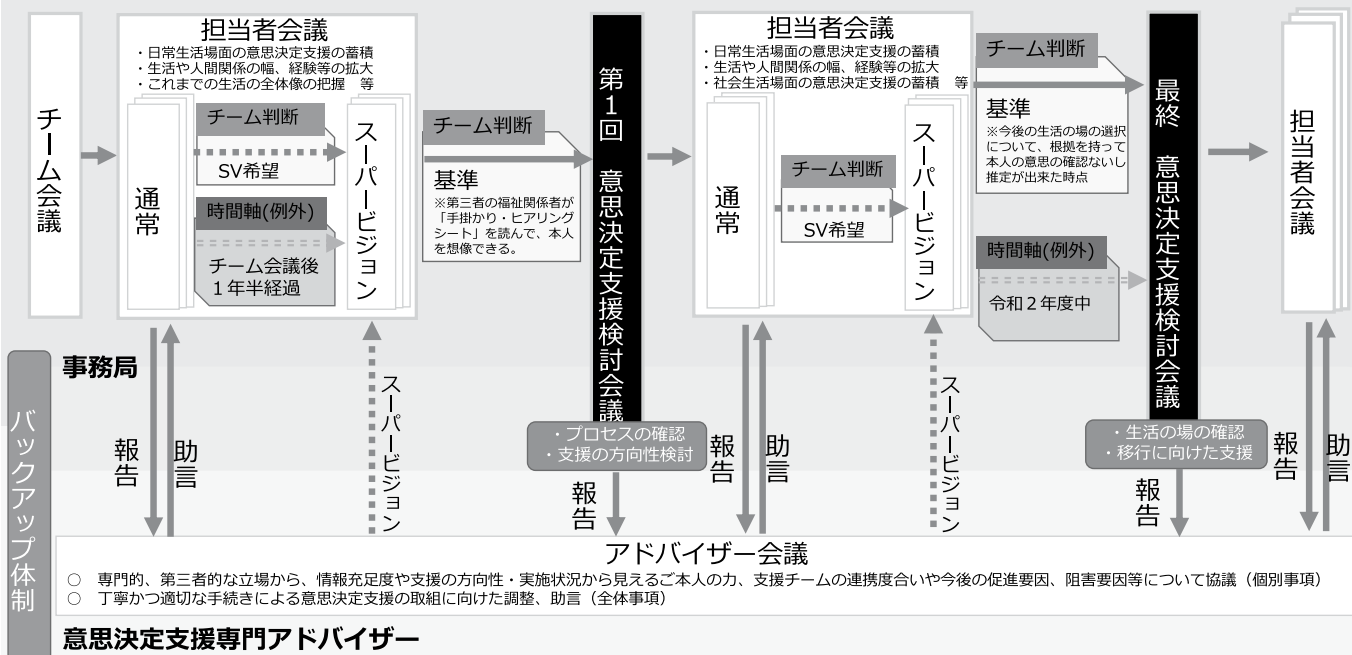 チーム会議
担当者会議
・日常生活場面の意思決定支援の蓄積
・生活や人間関係の幅、経験等の拡大
・これまでの生活の全体像の把握　等
通常
チーム判断
SV希望
時間軸(例外)
チーム会議後
１年半経過
スーパービジョン
チーム判断
基準
※第三者の福祉関係者が
「手掛かり・ヒアリング
シート」を読んで、本人
を想像できる。
第1回　意思決定支援検討会議
・プロセスの確認
・支援の方向性検討
担当者会議
・日常生活場面の意思決定支援の蓄積
・生活や人間関係の幅、経験等の拡大
・社会生活場面の意思決定支援の蓄積　等
通常
チーム判断
SV希望
スーパービジョン
チーム判断
基準
※今後の生活の場の選択
について、根拠を持って
本人の意思の確認ないし
推定が出来た時点
時間軸(例外)
令和２年度中
最終　意思決定支援検討会議
・生活の場の確認
・移行に向けた支援
担当者会議
バックアップ体制
事務局
報告
助言
スーパービジョン
報告
報告
助言
スーパービジョン
報告
報告
助言
アドバイザー会議
○　専門的、第三者的な立場から、情報充足度や支援の方向性・実施状況から見えるご本人の力、支援チームの連携度合いや今後の促進要因、阻害要因等について協議（個別事項）
○　丁寧かつ適切な手続きによる意思決定支援の取組に向けた調整、助言（全体事項）
意思決定支援専門アドバイザー